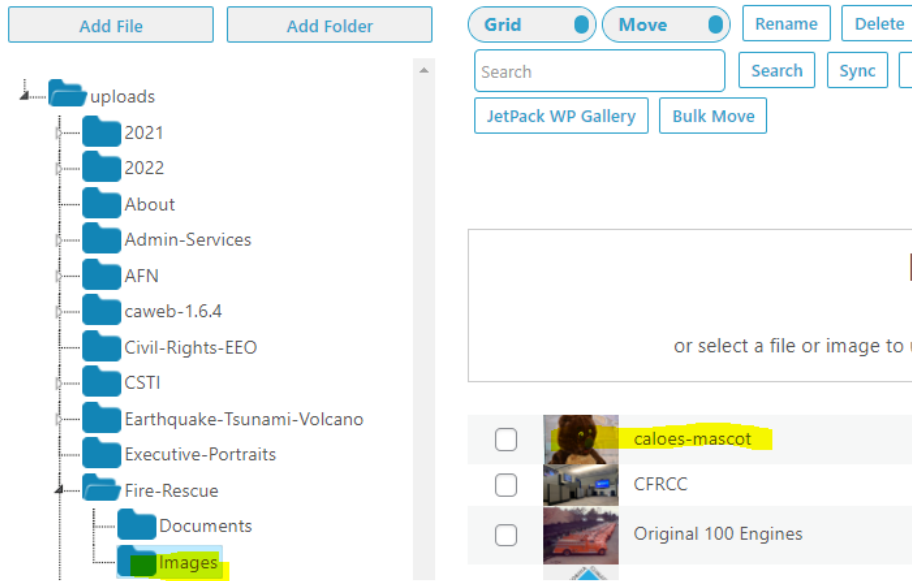 Add File
Add Folder
uploads
2021
2022
About
Admin-Services
AFN
caweb-1.6.4
Civil-Rights-EEO
CSTI
Earthquake-Tsunami-Volcano
Executive-Portraits
Fire-Rescue
Documents
Images
Grid
Move
Rename
Delete
Search
Search
Sync
JetPack WP Gallery
Bulk Move
or select a file or image to
caloes-mascot
CFRCC
Original 100 Engines